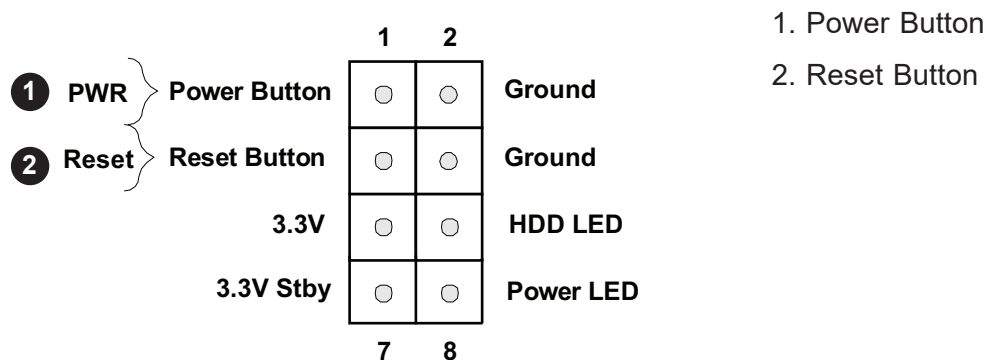 1 2
1 PWR Power Button Ground
2 Reset Reset Button Ground
3.3V HDD LED
3.3V Stby Power LED
7 8
1. Power Button
2. Reset Button